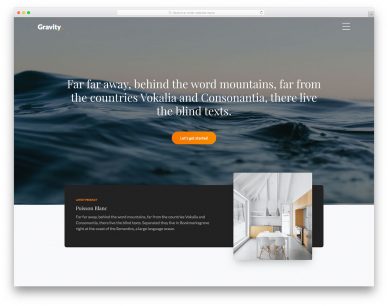 Gravity
Far far away, behind the word mountains, far from
the countries Vokalia and Consonantia, there live
the blind texts.
Let's get started
LATEST PROJECT
Poisson Blanc
Far far away, behind the word mountains, far from the countries Vokalia and
Consonantia, there live the blind texts. Separated they live in Bookmarksgrove
right at the coast of the Semantics, a large language ocean.